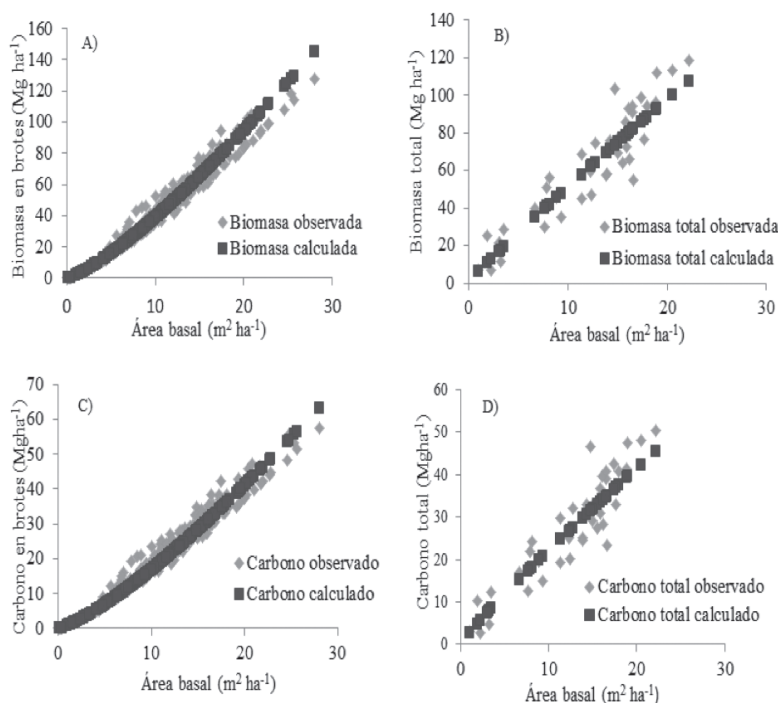 A)
Biomasa en brotes (Mg ha-1)
160
140
120
100
80
60
40
20
0
Biomasa observada
Biomasa calculada
0 10 20 30
Área basal (m2 ha-1)
B)
Biomasa total (Mg ha-1)
140
120
100
80
60
40
20
0
Biomasa total observada
Biomasa total calculada
0 10 20 30
Área basal (m2 ha-1)
C)
Carbono en brotes (Mgha-1)
70
60
50
40
30
20
10
0
Carbono observado
Carbono calculado
0 10 20 30
Área basal (m2 ha-1)
D)
Carbono total (Mgha-1)
60
50
40
30
20
10
0
Carbono total observado
Carbono total calculado
0 10 20 30
Área basal (m2 ha-1)